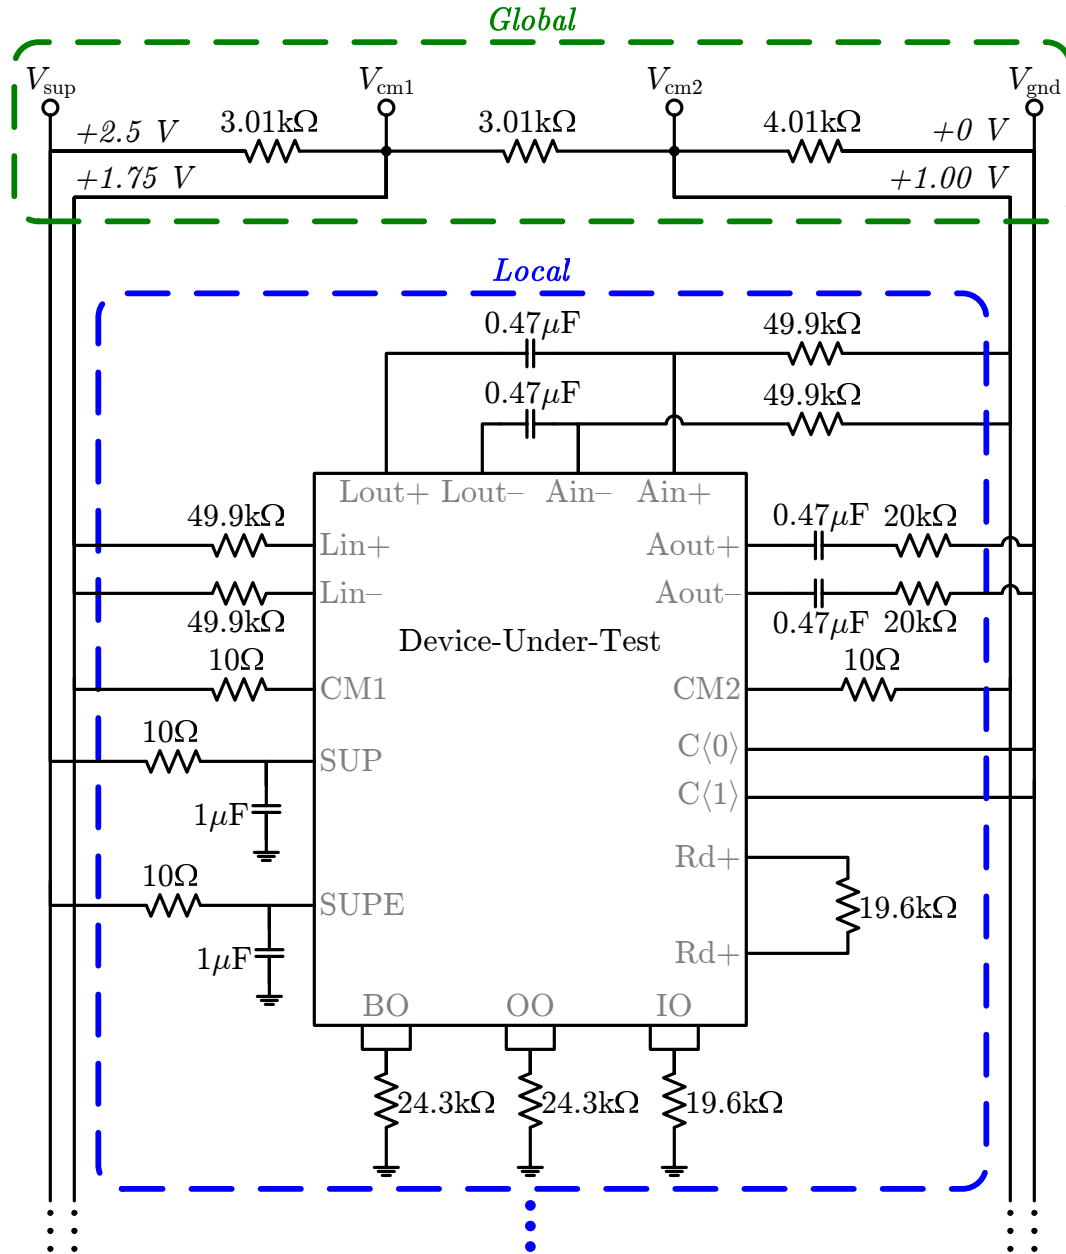 Global
V_sup V_cm1 V_cm2 V_gnd
+2.5 V 3.01kΩ 3.01kΩ 4.01kΩ +0 V
+1.75 V +1.00 V
Local
0.47μF 49.9kΩ
0.47μF 49.9kΩ
Lout+ Lout– Ain– Ain+
49.9kΩ 0.47μF 20kΩ
Lin+ Aout+
Lin– Aout–
49.9kΩ 0.47μF 20kΩ
Device-Under-Test
10Ω 10Ω
CM1 CM2
10Ω C⟨0⟩
SUP
C⟨1⟩
1μF
Rd+
10Ω
SUPE 19.6kΩ
1μF Rd+
BO OO IO
24.3kΩ 24.3kΩ 19.6kΩ